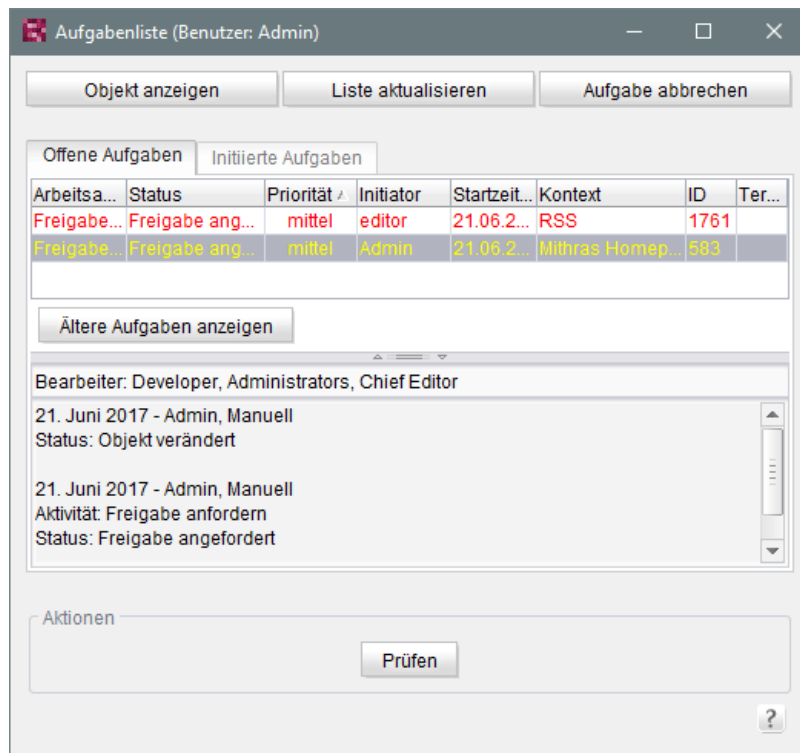 Aufgabenliste (Benutzer: Admin)
Objekt anzeigen Liste aktualisieren Aufgabe abbrechen
Offene Aufgaben Initiierte Aufgaben
Arbeitsa... Status Priorität Initiator Startzeit... Kontext ID Ter...
Freigabe... Freigabe ang... mittel editor 21.06.2... RSS 1761
Freigabe... Freigabe ang... mittel Admin 21.06.2... Mithras Homep... 583
Ältere Aufgaben anzeigen
Bearbeiter: Developer, Administrators, Chief Editor
21. Juni 2017 - Admin, Manuell
Status: Objekt verändert
21. Juni 2017 - Admin, Manuell
Aktivität: Freigabe anfordern
Status: Freigabe angefordert
Aktionen
Prüfen
?